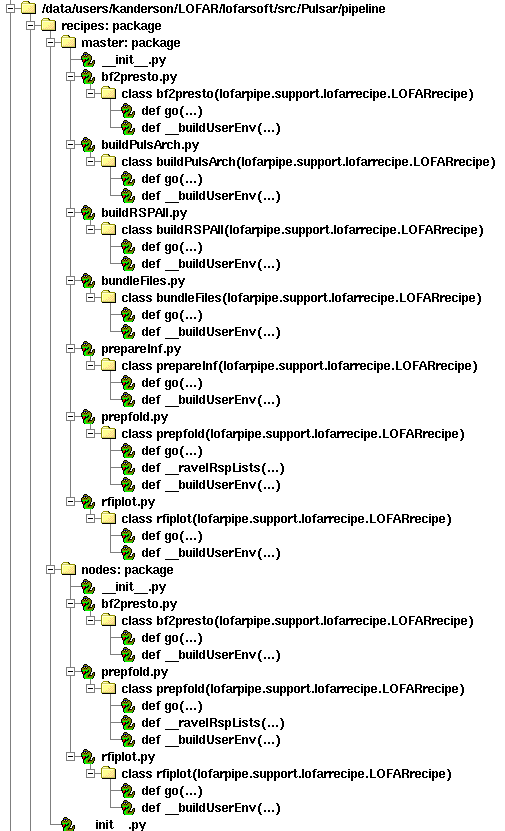 /data/users/kanderson/LOFAR/lofarsoft/src/Pulsar/pipeline
recipes: package
master: package
__init__.py
bf2presto.py
class bf2presto(lofarpipe.support.lofarrecipe.LOFARrecipe)
def go(...)
def __buildUserEnv(...)
buildPulsArch.py
class buildPulsArch(lofarpipe.support.lofarrecipe.LOFARrecipe)
def go(...)
def __buildUserEnv(...)
buildRSPAll.py
class buildRSPAll(lofarpipe.support.lofarrecipe.LOFARrecipe)
def go(...)
def __buildUserEnv(...)
bundleFiles.py
class bundleFiles(lofarpipe.support.lofarrecipe.LOFARrecipe)
def go(...)
def __buildUserEnv(...)
prepareInf.py
class prepareInf(lofarpipe.support.lofarrecipe.LOFARrecipe)
def go(...)
def __buildUserEnv(...)
prepfold.py
class prepfold(lofarpipe.support.lofarrecipe.LOFARrecipe)
def go(...)
def __ravelRspLists(...)
def __buildUserEnv(...)
rfiplot.py
class rfiplot(lofarpipe.support.lofarrecipe.LOFARrecipe)
def go(...)
def __buildUserEnv(...)
nodes: package
__init__.py
bf2presto.py
class bf2presto(lofarpipe.support.lofarrecipe.LOFARrecipe)
def go(...)
def __buildUserEnv(...)
prepfold.py
class prepfold(lofarpipe.support.lofarrecipe.LOFARrecipe)
def go(...)
def __ravelRspLists(...)
def __buildUserEnv(...)
rfiplot.py
class rfiplot(lofarpipe.support.lofarrecipe.LOFARrecipe)
def go(...)
def __buildUserEnv(...)
__init__.py